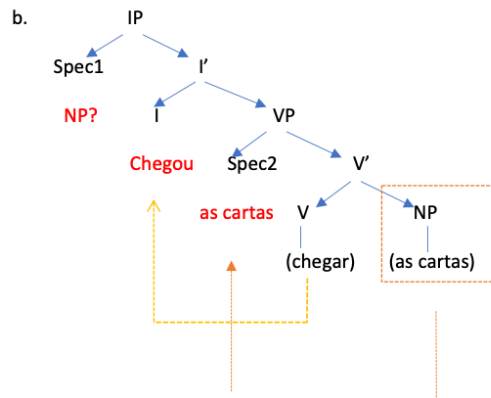 b. IP
Spec1 I’
NP? I VP
Chegou Spec2 V’
as cartas V NP
(chegar) (as cartas)